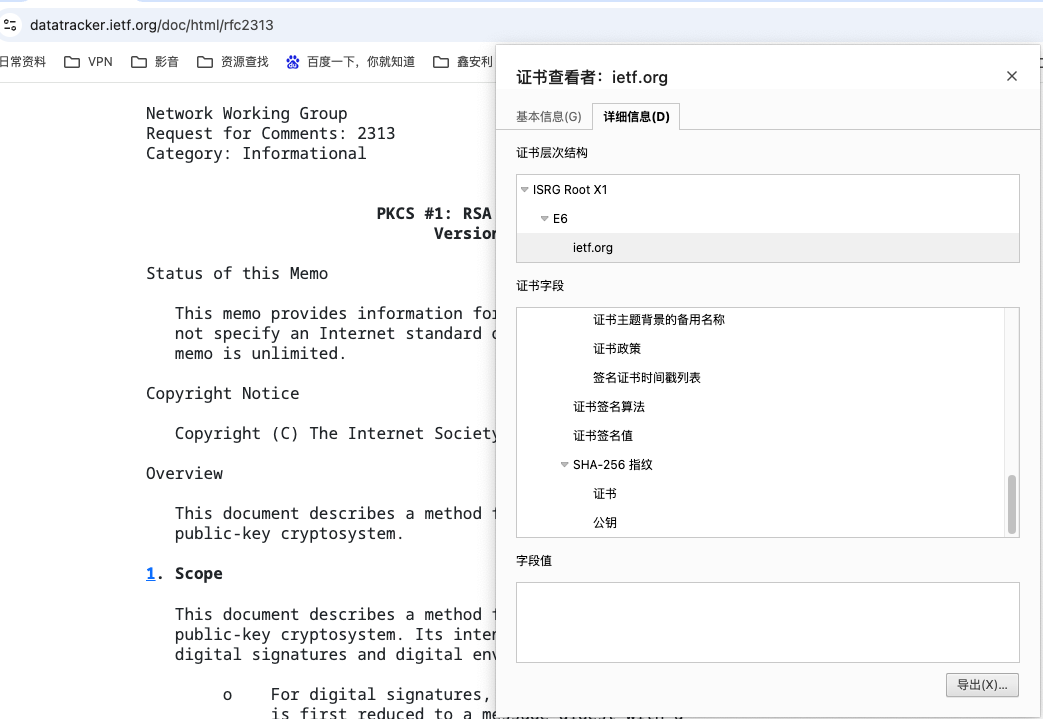 datatracker.ietf.org/doc/html/rfc2313
日常资料 VPN 影音 资源查找 百度一下，你就知道 鑫安利
Network Working Group
Request for Comments: 2313
Category: Informational
PKCS #1: RSA
Version
Status of this Memo
This memo provides information for
not specify an Internet standard o
memo is unlimited.
Copyright Notice
Copyright (C) The Internet Society
Overview
This document describes a method f
public-key cryptosystem.
1. Scope
This document describes a method f
public-key cryptosystem. Its inten
digital signatures and digital env
o For digital signatures,
is first reduced to a message digest with a
证书查看者：ietf.org
基本信息(G) 详细信息(D)
证书层次结构
ISRG Root X1
E6
ietf.org
证书字段
证书主题背景的备用名称
证书政策
签名证书时间戳列表
证书签名算法
证书签名值
SHA-256 指纹
证书
公钥
字段值
导出(X)...